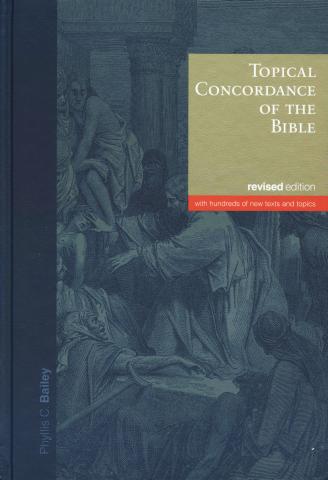 Topical
Concordance
of the
Bible
revised edition
with hundreds of new texts and topics
Phyllis C. Bailey